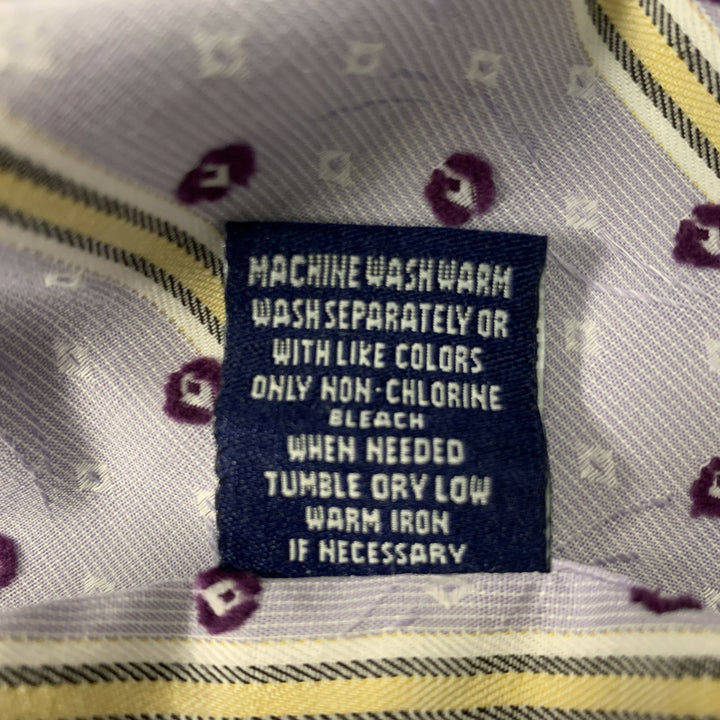 MACHINE WASH WARM
WASH SEPARATELY OR
WITH LIKE COLORS
ONLY NON-CHLORINE
BLEACH
WHEN NEEDED
TUMBLE DRY LOW
WARM IRON
IF NECESSARY